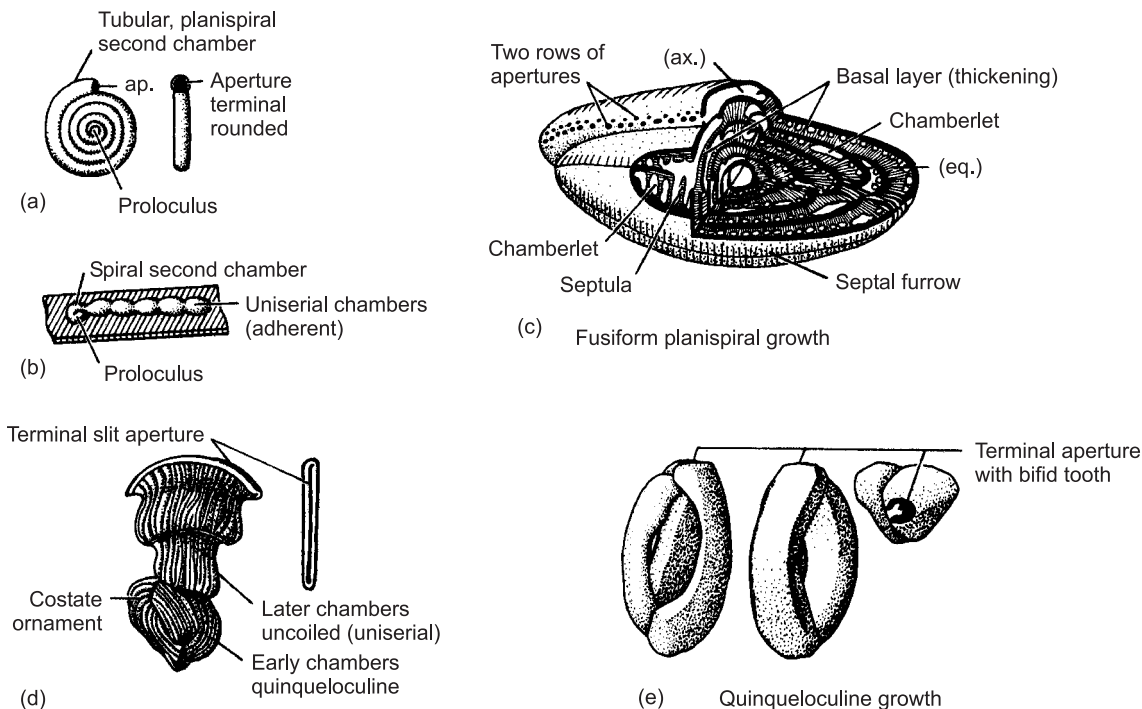 Tubular, planispiral
second chamber
ap.
Aperture
terminal
rounded
Proloculus
(a)
Spiral second chamber
Uniserial chambers
(adherent)
Proloculus
(b)
Two rows of
apertures
(ax.)
Basal layer (thickening)
Chamberlet
(eq.)
Chamberlet
Septula
Septal furrow
(c)
Fusiform planispiral growth
Terminal slit aperture
Costate
ornament
Later chambers
uncoiled (uniserial)
Early chambers
quinqueloculine
(d)
Terminal aperture
with bifid tooth
(e)
Quinqueloculine growth